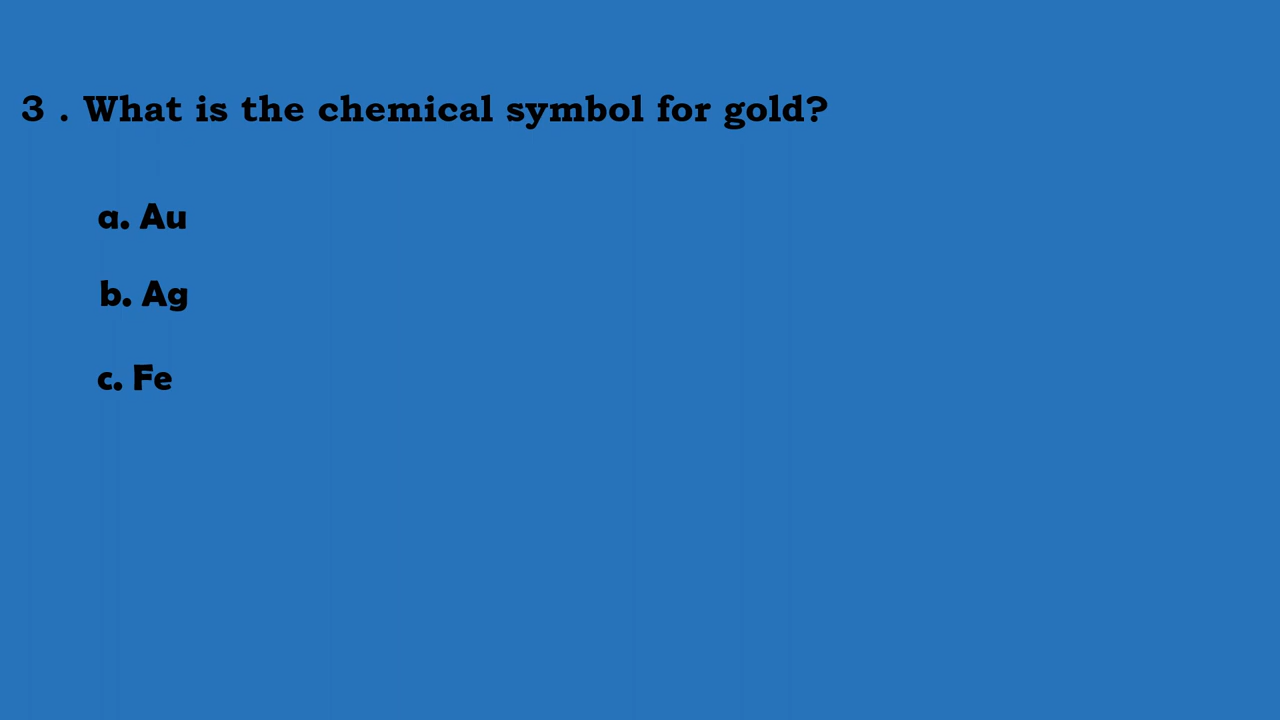 3 . What is the chemical symbol for gold?
a. Au
b. Ag
c. Fe